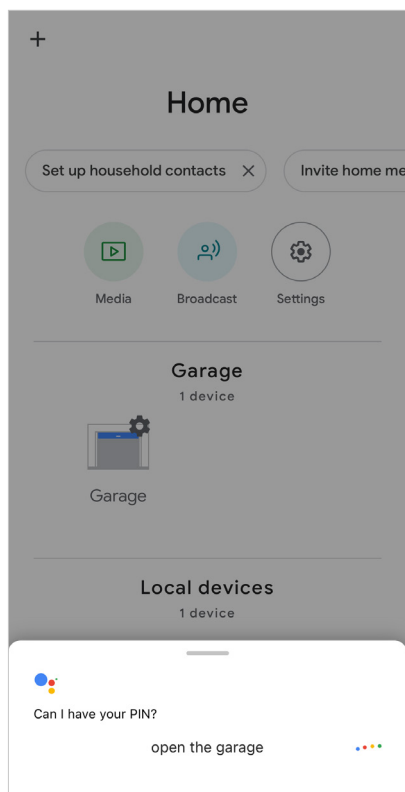 +
Home
Set up household contacts ×
Invite home me
Media
Broadcast
Settings
Garage
1 device
Garage
Local devices
1 device
Can I have your PIN?
open the garage